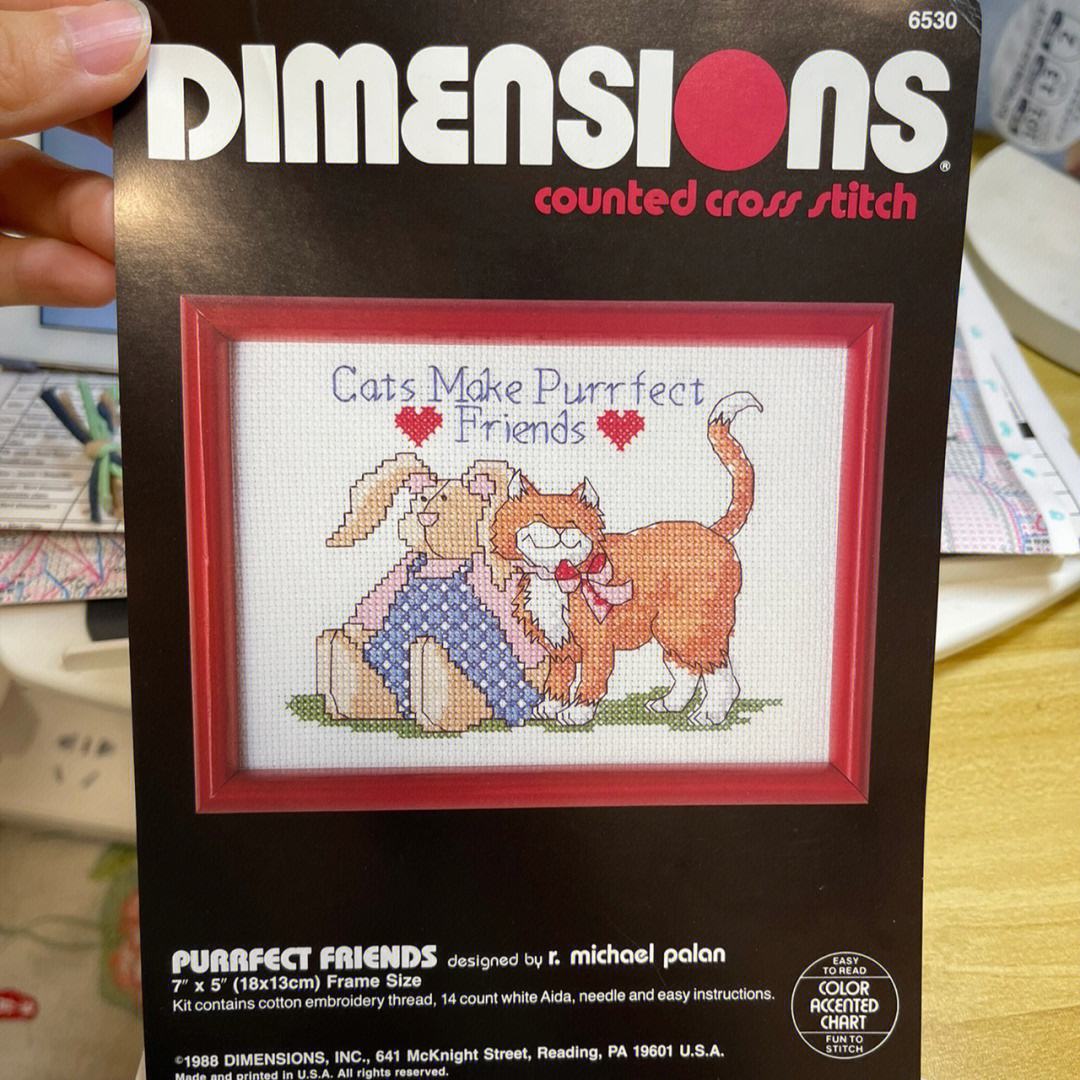 6530
DIMENSIONS®
counted cross stitch
Cats Make Purrfect
Friends
PURRFECT FRIENDS designed by r. michael palan
7" x 5" (18x13cm) Frame Size
Kit contains cotton embroidery thread, 14 count white Aida, needle and easy instructions.
EASY
TO READ
COLOR
ACCENTED
CHART
FUN TO
STITCH
©1988 DIMENSIONS, INC., 641 McKnight Street, Reading, PA 19601 U.S.A.
Made and printed in U.S.A. All rights reserved.